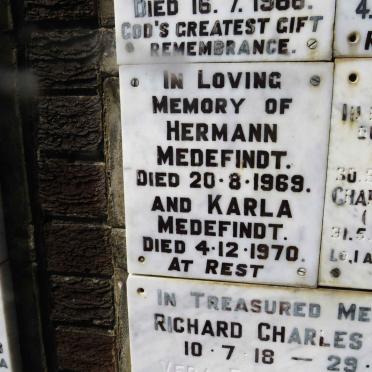 DIED 16. 7. 1986.
GOD'S GREATEST GIFT
REMEMBRANCE.
IN LOVING
MEMORY OF
HERMANN
MEDEFINDT.
DIED 20·8·1969.
AND KARLA
MEDEFINDT.
DIED 4·12·1970.
AT REST
IN TREASURED ME
RICHARD CHARLES
10·7·18 — 29·